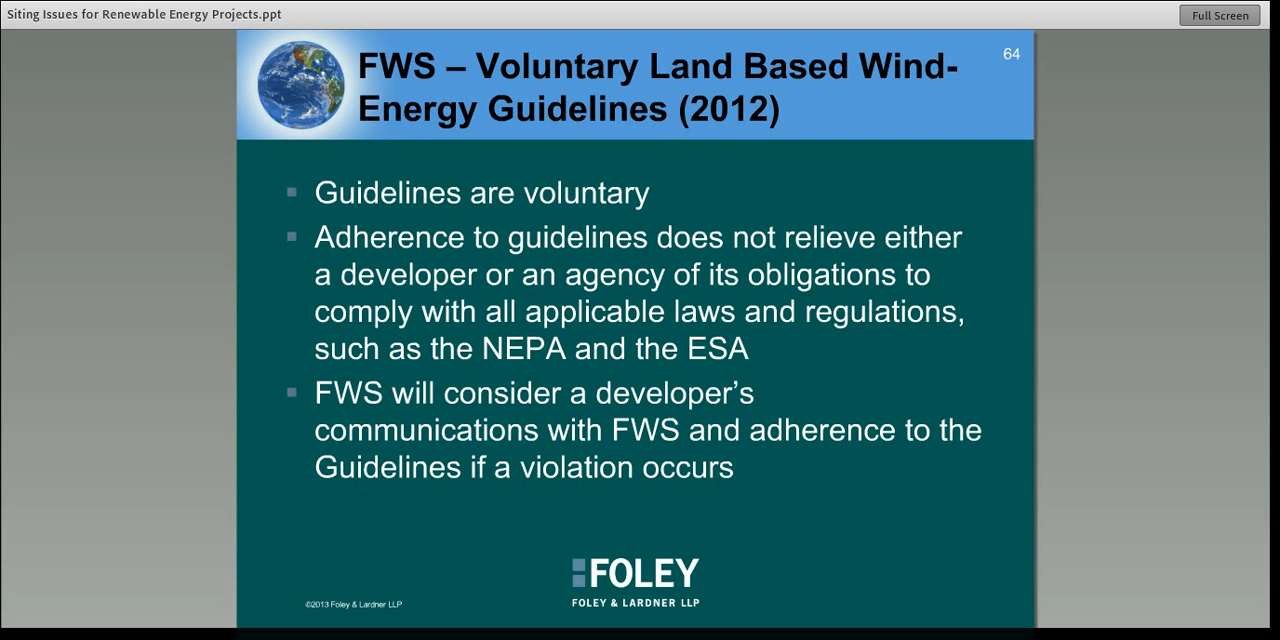 Siting Issues for Renewable Energy Projects.ppt
Full Screen
64
FWS – Voluntary Land Based Wind-
Energy Guidelines (2012)
Guidelines are voluntary
Adherence to guidelines does not relieve either
a developer or an agency of its obligations to
comply with all applicable laws and regulations,
such as the NEPA and the ESA
FWS will consider a developer’s
communications with FWS and adherence to the
Guidelines if a violation occurs
FOLEY
FOLEY & LARDNER LLP
©2013 Foley & Lardner LLP